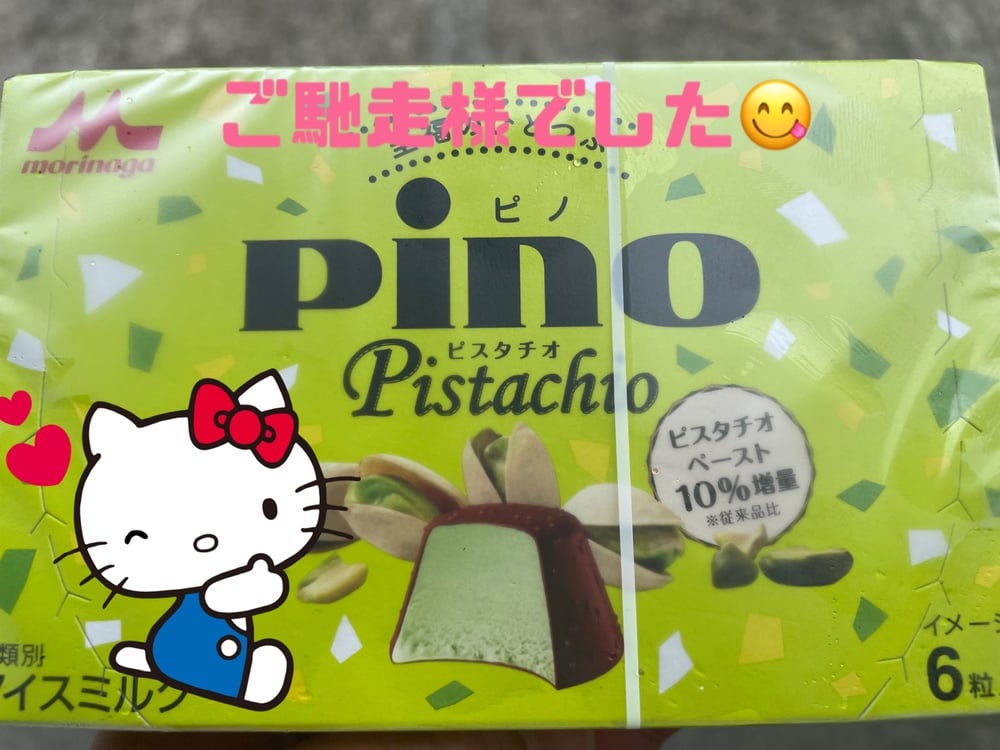 ご馳走様でした😋
morinaga
ピノ
pino
ピスタチオ
Pistachio
ピスタチオ
ペースト
10%増量
※従来品比
類別
アイスミルク
イメージ
6粒